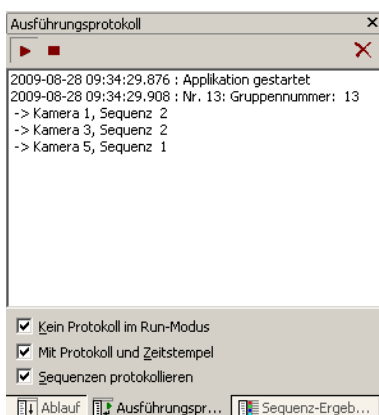 Ausführungsprotokoll
2009-08-28 09:34:29.876 : Applikation gestartet
2009-08-28 09:34:29.908 : Nr. 13: Gruppennummer: 13
-> Kamera 1, Sequenz 2
-> Kamera 3, Sequenz 2
-> Kamera 5, Sequenz 1
Kein Protokoll im Run-Modus
Mit Protokoll und Zeitstempel
Sequenzen protokollieren
Ablauf Ausführungspr... Sequenz-Ergeb...